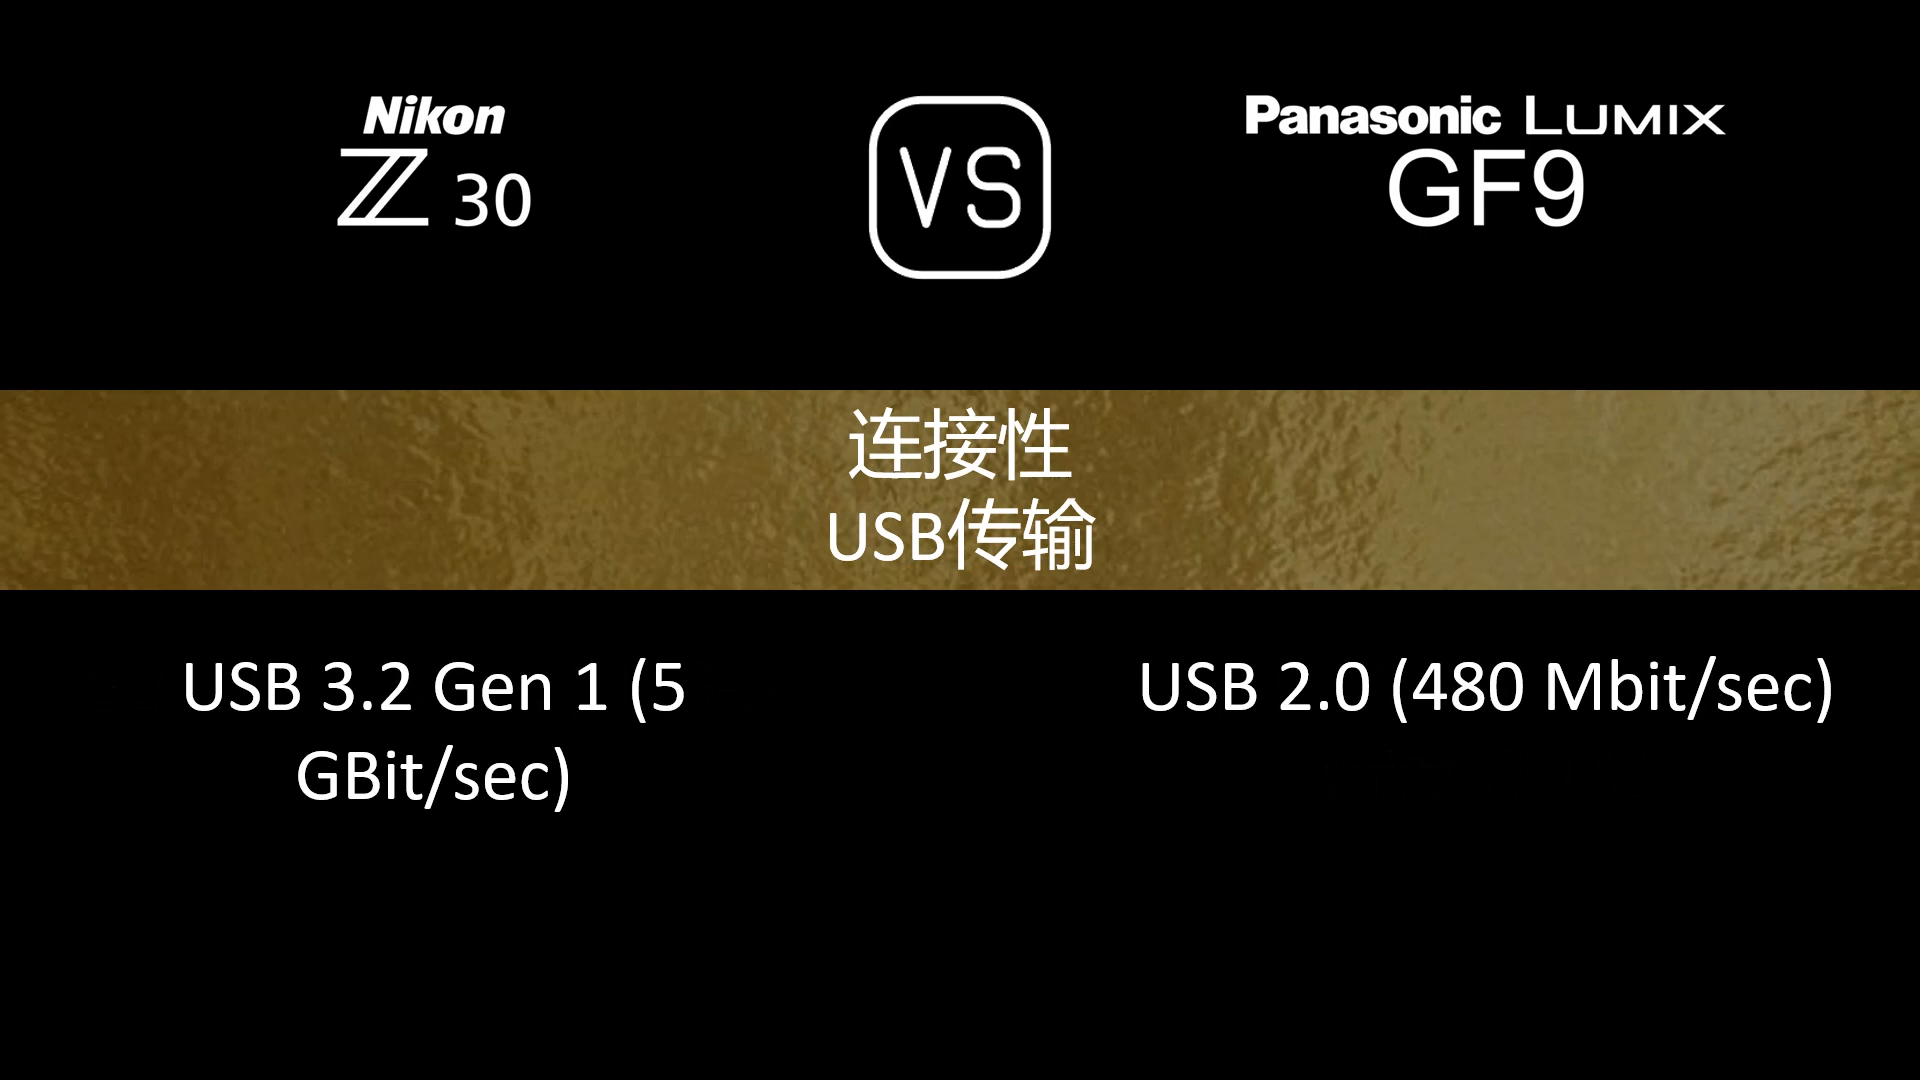 Nikon
Z 30
VS
Panasonic LUMIX
GF9
连接性
USB传输
USB 3.2 Gen 1 (5
GBit/sec)
USB 2.0 (480 Mbit/sec)